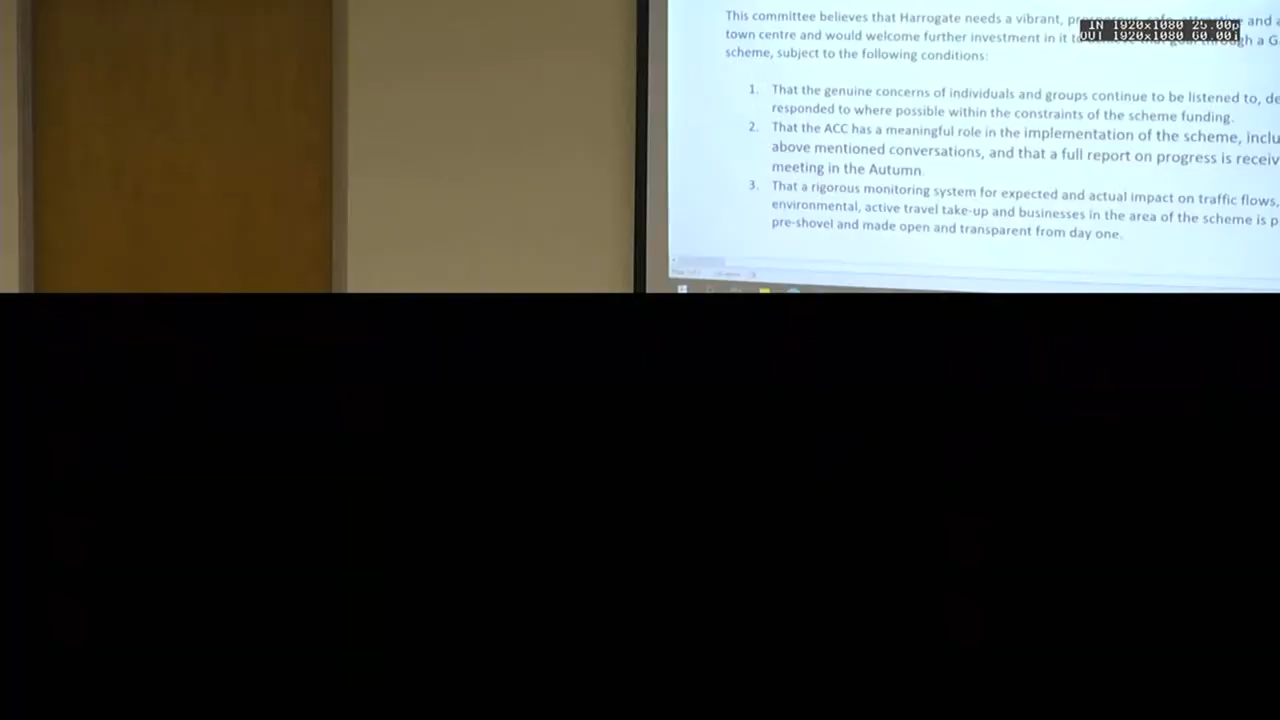 This committee believes that Harrogate needs a vibrant, and
town centre and would welcome further investment in it through a G
scheme, subject to the following conditions:
1. That the genuine concerns of individuals and groups continue to be listened to, de
responded to where possible within the constraints of the scheme funding.
2. That the ACC has a meaningful role in the implementation of the scheme, inclu
above mentioned conversations, and that a full report on progress is receiv
meeting in the Autumn.
3. That a rigorous monitoring system for expected and actual impact on traffic flows,
environmental, active travel take-up and businesses in the area of the scheme is p
pre-shovel and made open and transparent from day one.
IN 1920x1080 25.00p
OUT 1920x1080 60.00i